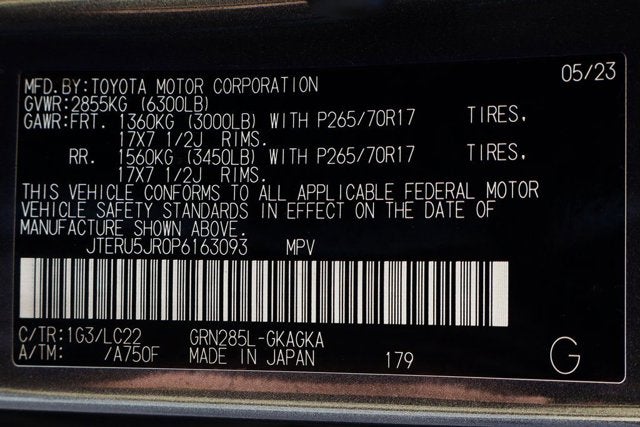 MFD.BY:TOYOTA MOTOR CORPORATION 05/23
GVWR:2855KG (6300LB)
GAWR:FRT. 1360KG (3000LB) WITH P265/70R17 TIRES,
17X7 1/2J RIMS.
RR. 1560KG (3450LB) WITH P265/70R17 TIRES,
17X7 1/2J RIMS.
THIS VEHICLE CONFORMS TO ALL APPLICABLE FEDERAL MOTOR
VEHICLE SAFETY STANDARDS IN EFFECT ON THE DATE OF
MANUFACTURE SHOWN ABOVE.
JTERU5JR0P6163093 MPV
C/TR:1G3/LC22 GRN285L-GKAGKA
A/TM: /A750F MADE IN JAPAN 179 G